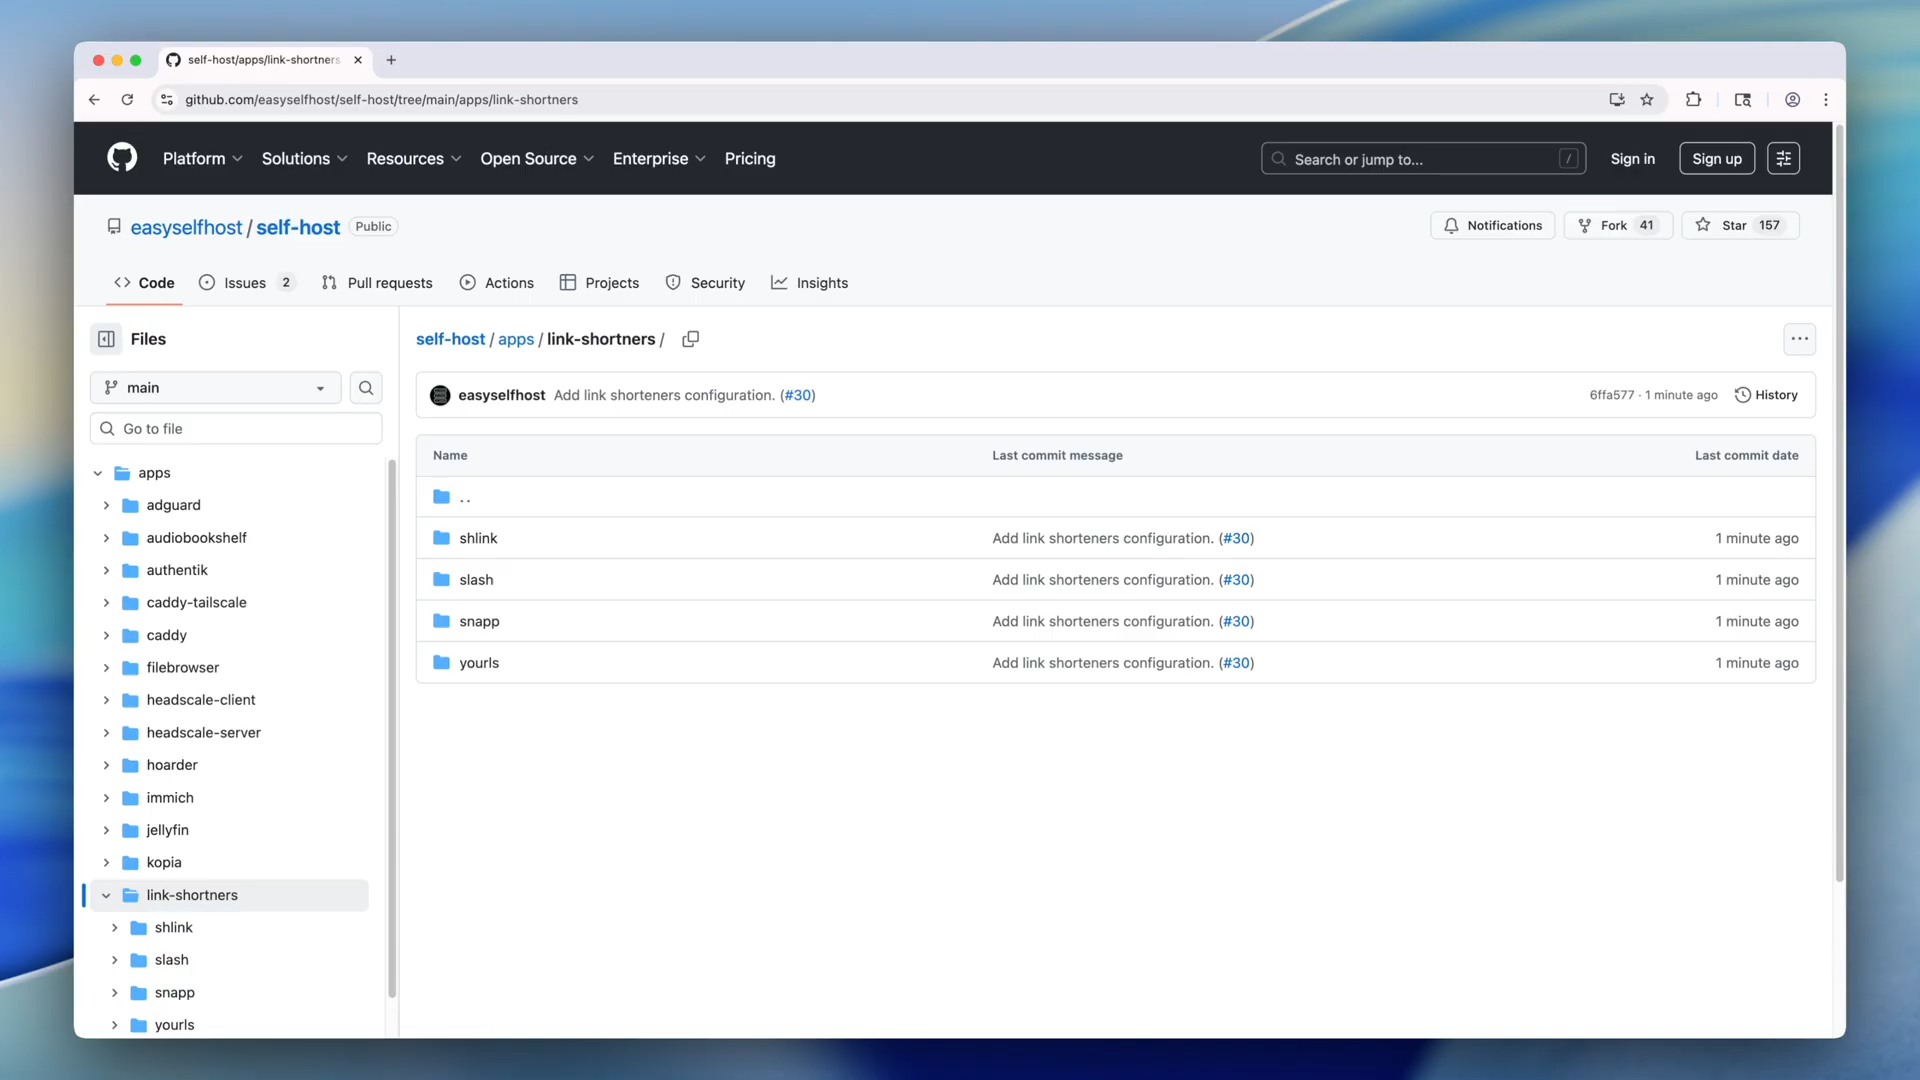 self-host/apps/link-shortners
github.com/easyselfhost/self-host/tree/main/apps/link-shortners
Platform Solutions Resources Open Source Enterprise Pricing Search or jump to... / Sign in Sign up
easyselfhost / self-host Public Notifications Fork 41 Star 157
Code Issues 2 Pull requests Actions Projects Security Insights
Files
main
Go to file
apps
adguard
audiobookshelf
authentik
caddy-tailscale
caddy
filebrowser
headscale-client
headscale-server
hoarder
immich
jellyfin
kopia
link-shortners
shlink
slash
snapp
yourls
self-host / apps / link-shortners /
easyselfhost Add link shorteners configuration. (#30) 6ffa577 · 1 minute ago History
Name Last commit message Last commit date
..
shlink Add link shorteners configuration. (#30) 1 minute ago
slash Add link shorteners configuration. (#30) 1 minute ago
snapp Add link shorteners configuration. (#30) 1 minute ago
yourls Add link shorteners configuration. (#30) 1 minute ago